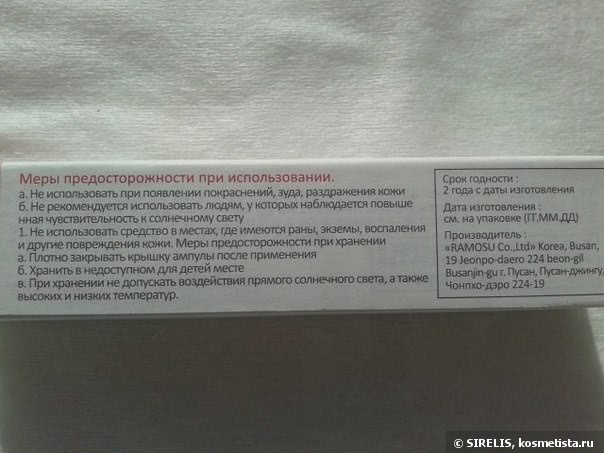 Меры предосторожности при использовании.
а. Не использовать при появлении покраснений, зуда, раздражения кожи
б. Не рекомендуется использовать людям, у которых наблюдается повыше
нная чувствительность к солнечному свету
1. Не использовать средство в местах, где имеются раны, экземы, воспаления
и другие повреждения кожи. Меры предосторожности при хранении
а. Плотно закрывать крышку ампулы после применения
б. Хранить в недоступном для детей месте
в. При хранении не допускать воздействия прямого солнечного света, а также
высоких и низких температур.
Срок годности :
2 года с даты изготовления
Дата изготовления :
см. на упаковке (ГГ.ММ.ДД)
Производитель :
«RAMOSU Co.,Ltd» Korea, Busan,
19 Jeonpo-daero 224 beon-gil
Busanjin-gu г. Пусан, Пусан-джингу,
Чонпхо-дэро 224-19
© SIRELIS, kosmetista.ru